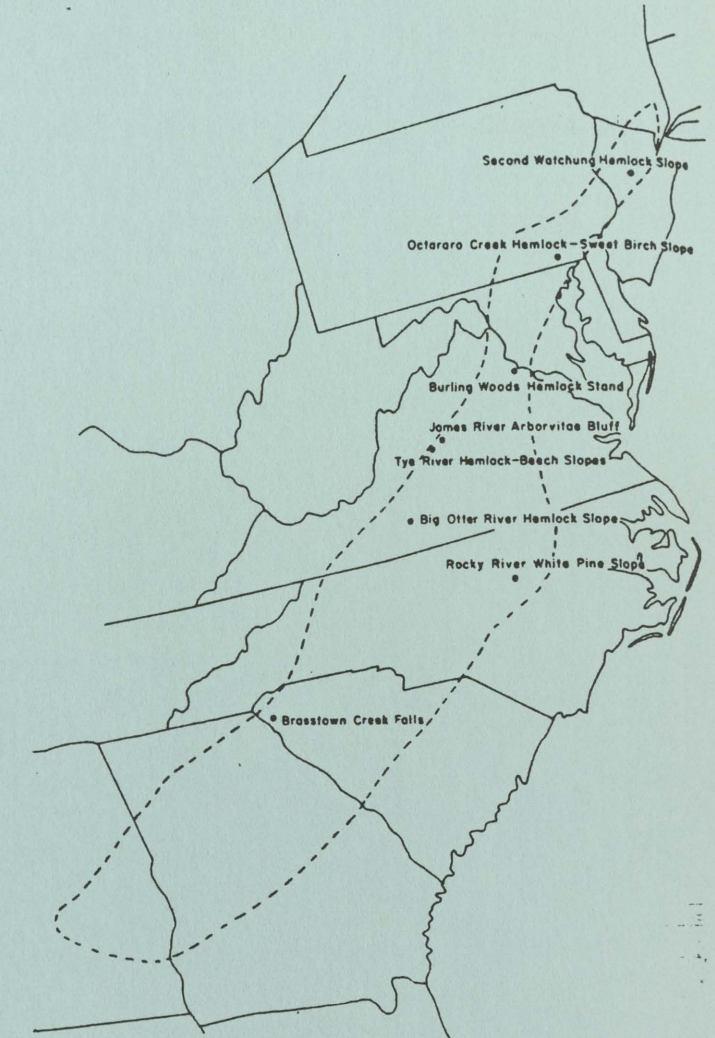 Second Watchung Hemlock Slope
Octararo Creek Hemlock-Sweet Birch Slope
Burling Woods Hemlock Stand
James River Arborvitae Bluff
Tye River Hemlock-Beech Slopes
Big Otter River Hemlock Slope
Rocky River White Pine Slope
Brasstown Creek Falls